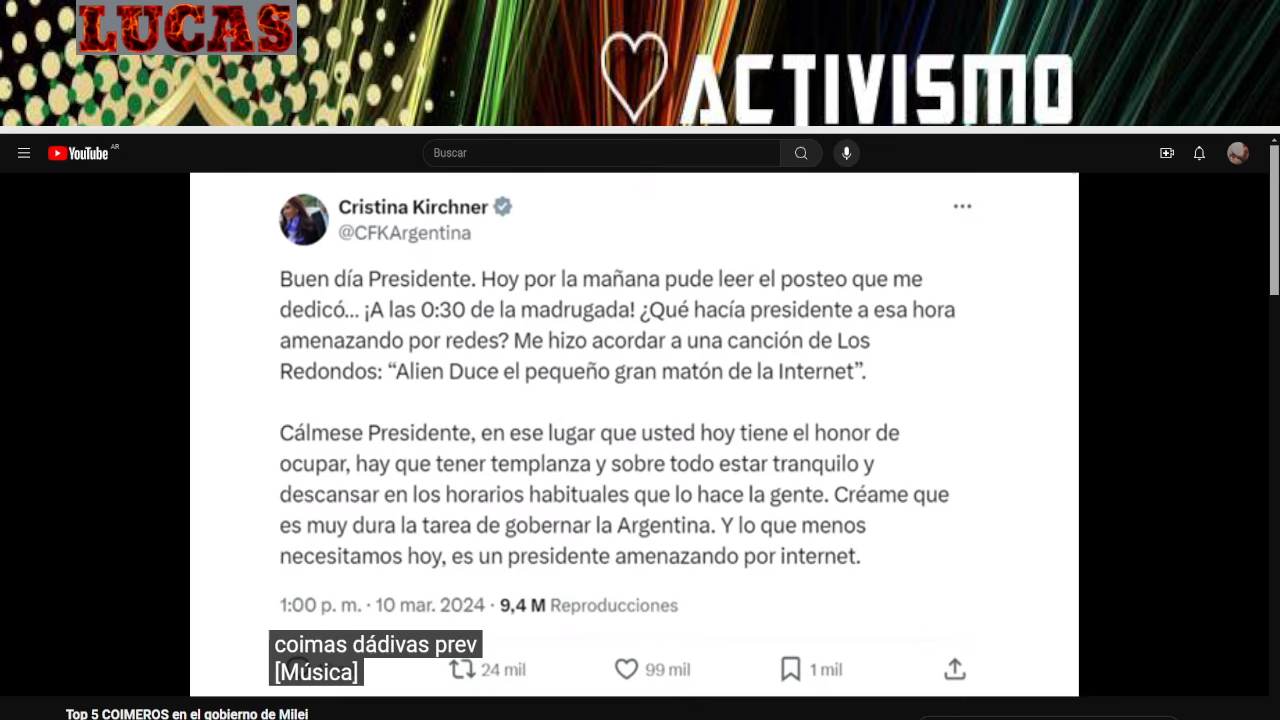 LUCAS
ACTIVISMO
YouTube AR
Buscar
Cristina Kirchner
@CFKArgentina
Buen día Presidente. Hoy por la mañana pude leer el posteo que me
dedicó... ¡A las 0:30 de la madrugada! ¿Qué hacía presidente a esa hora
amenazando por redes? Me hizo acordar a una canción de Los
Redondos: “Alien Duce el pequeño gran matón de la Internet”.
Cálmese Presidente, en ese lugar que usted hoy tiene el honor de
ocupar, hay que tener templanza y sobre todo estar tranquilo y
descansar en los horarios habituales que lo hace la gente. Créame que
es muy dura la tarea de gobernar la Argentina. Y lo que menos
necesitamos hoy, es un presidente amenazando por internet.
1:00 p. m. · 10 mar. 2024 · 9,4 M Reproducciones
coimas dádivas prev
[Música]
24 mil 99 mil 1 mil
Top 5 COIMEROS en el gobierno de Milei